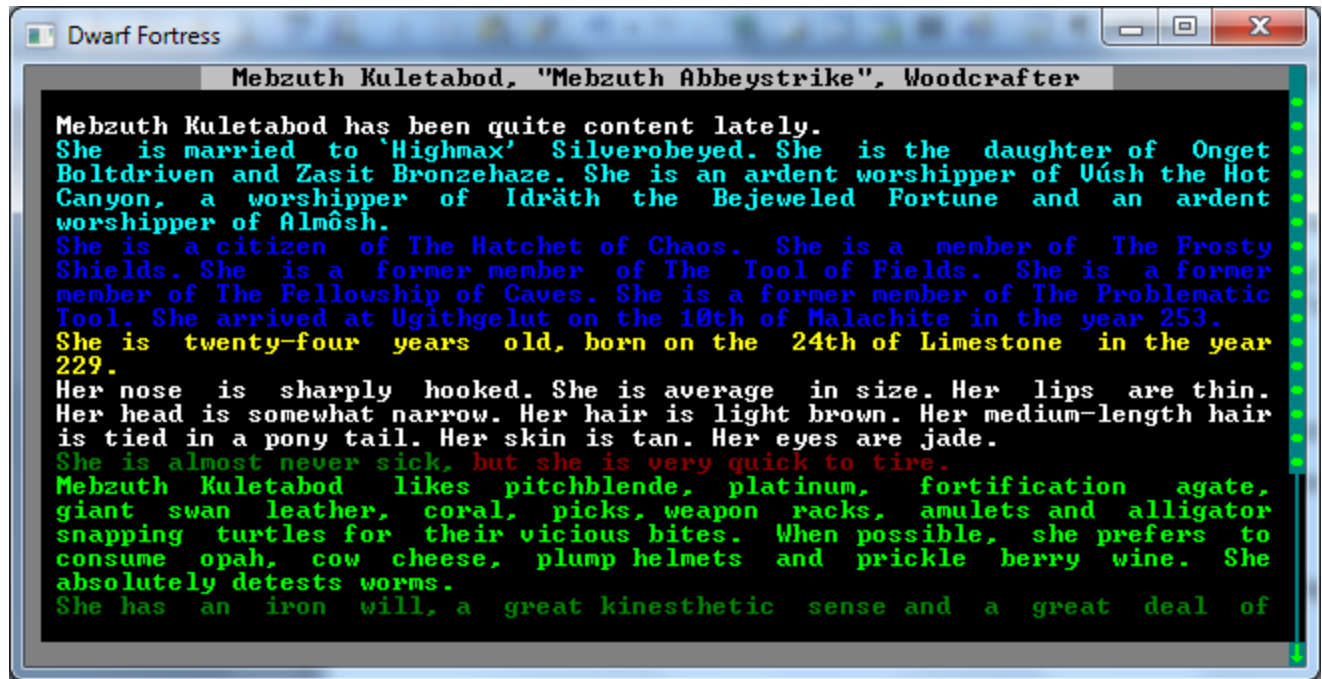 Dwarf Fortress
Mebzuth Kuletabod, "Mebzuth Abbeystrike", Woodcrafter
Mebzuth Kuletabod has been quite content lately.
She is married to `Highmax' Silverobeyed. She is the daughter of Onget
Boltdriven and Zasit Bronzehaze. She is an ardent worshipper of Vúsh the Hot
Canyon, a worshipper of Idräth the Bejeweled Fortune and an ardent
worshipper of Almôsh.
She is a citizen of The Hatchet of Chaos. She is a member of The Frosty
Shields. She is a former member of The Tool of Fields. She is a former
member of The Fellowship of Caves. She is a former member of The Problematic
Tool. She arrived at Ugithgelut on the 10th of Malachite in the year 253.
She is twenty-four years old, born on the 24th of Limestone in the year
229.
Her nose is sharply hooked. She is average in size. Her lips are thin.
Her head is somewhat narrow. Her hair is light brown. Her medium-length hair
is tied in a pony tail. Her skin is tan. Her eyes are jade.
She is almost never sick, but she is very quick to tire.
Mebzuth Kuletabod likes pitchblende, platinum, fortification agate,
giant swan leather, coral, picks, weapon racks, amulets and alligator
snapping turtles for their vicious bites. When possible, she prefers to
consume opah, cow cheese, plump helmets and prickle berry wine. She
absolutely detests worms.
She has an iron will, a great kinesthetic sense and a great deal of